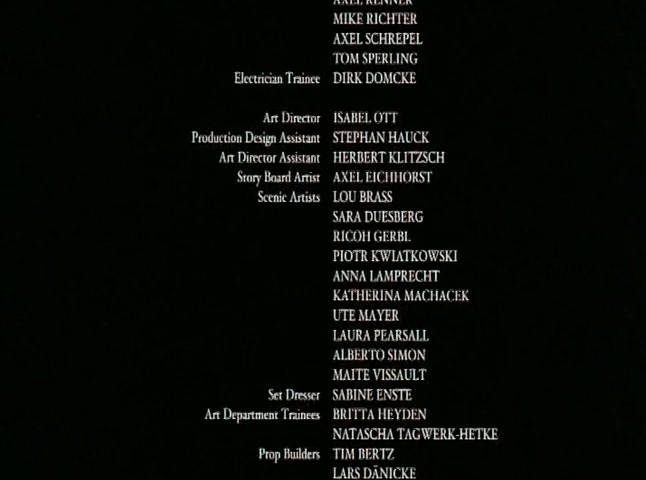 AXEL RENNER
MIKE RICHTER
AXEL SCHREPEL
TOM SPERLING
Electrician Trainee DIRK DOMCKE
Art Director ISABEL OTT
Production Design Assistant STEPHAN HAUCK
Art Director Assistant HERBERT KLITZSCH
Story Board Artist AXEL EICHHORST
Scenic Artists LOU BRASS
SARA DUESBERG
RICOH GERBL
PIOTR KWIATKOWSKI
ANNA LAMPRECHT
KATHERINA MACHACEK
UTE MAYER
LAURA PEARSALL
ALBERTO SIMON
MAITE VISSAULT
Set Dresser SABINE ENSTE
Art Department Trainees BRITTA HEYDEN
NATASCHA TAGWERK-HETKE
Prop Builders TIM BERTZ
LARS DÄNICKE